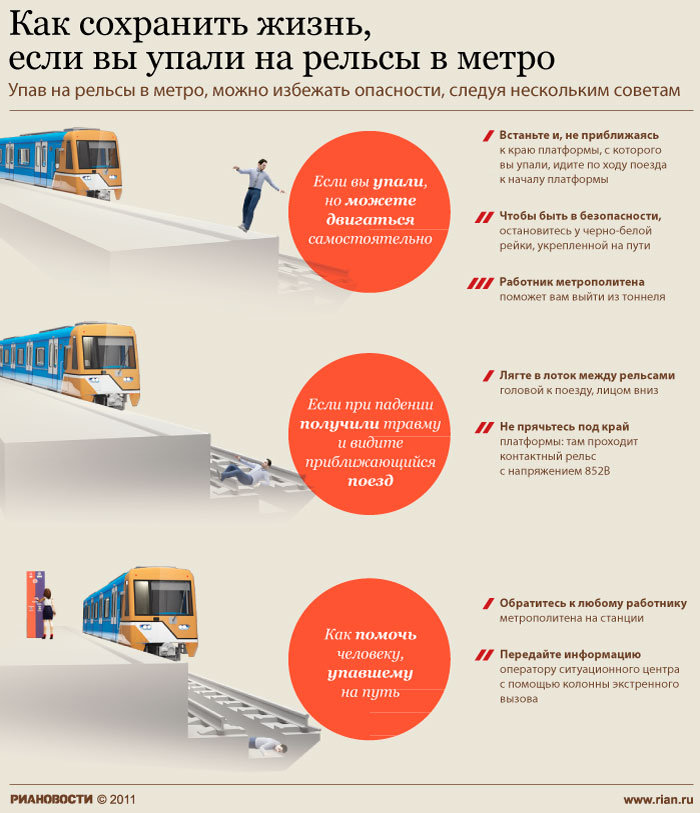 Как сохранить жизнь,
если вы упали на рельсы в метро
Упав на рельсы в метро, можно избежать опасности, следуя нескольким советам
Если вы упали,
но можете
двигаться
самостоятельно
Встаньте и, не приближаясь
к краю платформы, с которого
вы упали, идите по ходу поезда
к началу платформы
Чтобы быть в безопасности,
остановитесь у черно-белой
рейки, укрепленной на пути
Работник метрополитена
поможет вам выйти из тоннеля
Если при падении
получили травму
и видите
приближающийся
поезд
Лягте в лоток между рельсами
головой к поезду, лицом вниз
Не прячьтесь под край
платформы: там проходит
контактный рельс
с напряжением 852В
Как помочь
человеку,
упавшему
на путь
Обратитесь к любому работнику
метрополитена на станции
Передайте информацию
оператору ситуационного центра
с помощью колонны экстренного
вызова
РИАНОВОСТИ © 2011
www.rian.ru